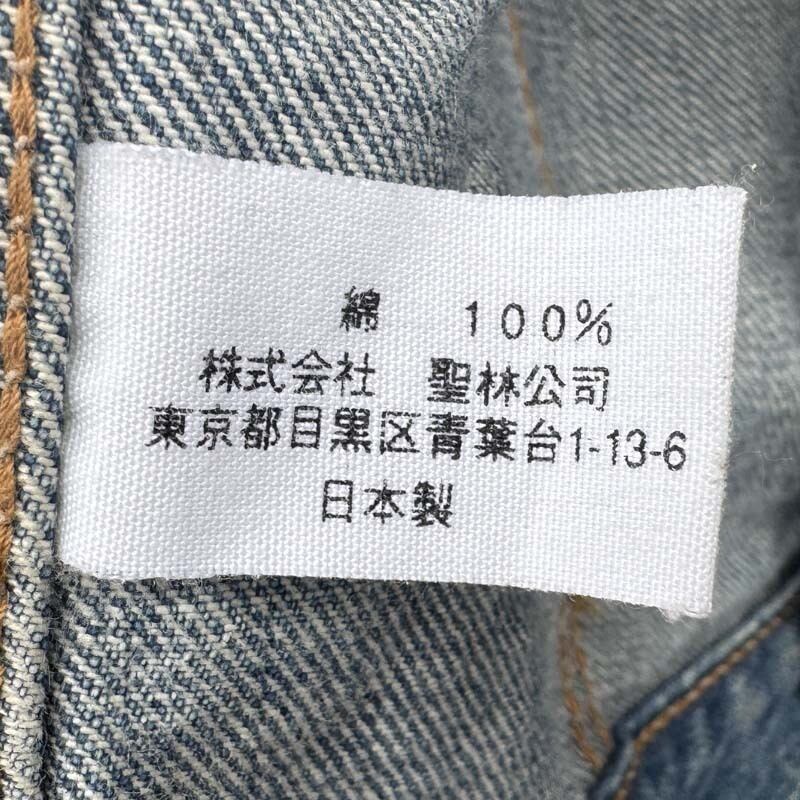 綿 100%
株式会社 聖林公司
東京都目黒区青葉台1-13-6
日本製